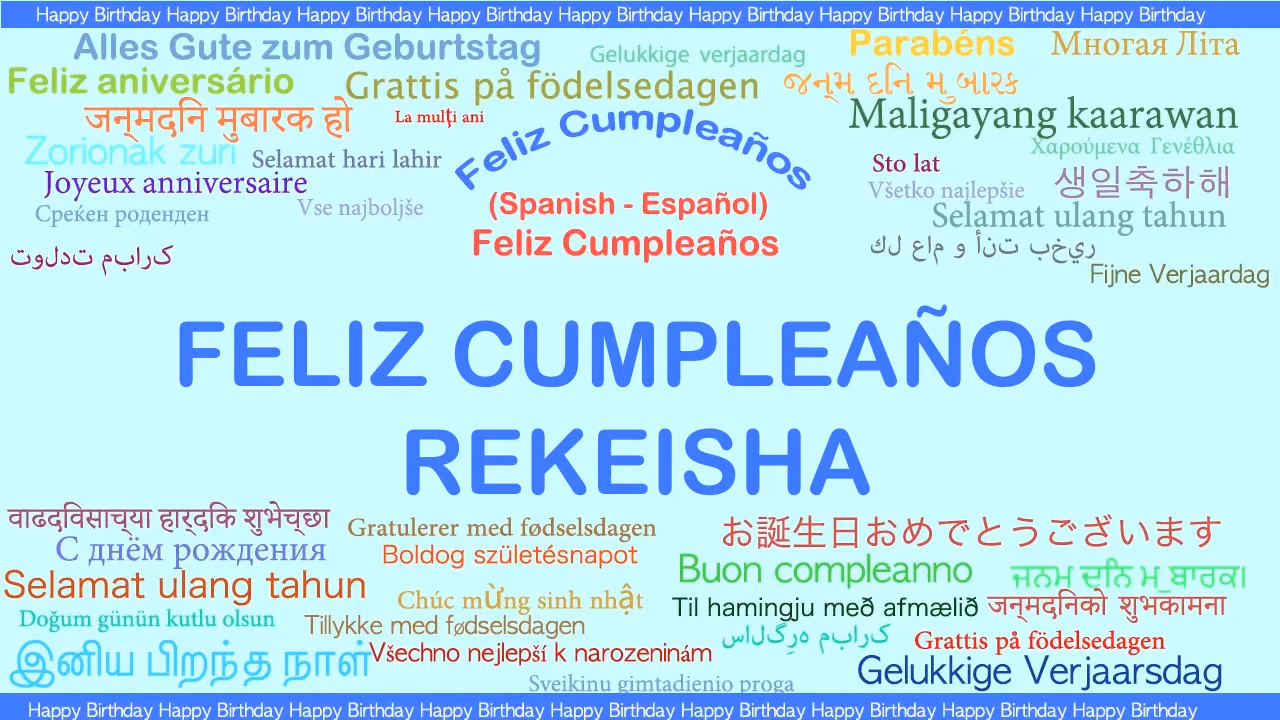 Happy Birthday Happy Birthday Happy Birthday Happy Birthday Happy Birthday Happy Birthday Happy Birthday Happy Birthday Happy Birthday
Alles Gute zum Geburtstag
Gelukkige verjaardag
Parabéns
Многая Літа
Feliz aniversário
Grattis på födelsedagen
જન્મ દિન મુબારક
जन्मदिन मुबारक हो
La mulţi ani
Feliz Cumpleaños
Maligayang kaarawan
Zorionak zuri
Selamat hari lahir
Sto lat
Χαρούμενα Γενέθλια
Joyeux anniversaire
(Spanish - Español)
Všetko najlepšie
생일축하해
Среќен роденден
Vse najboljše
Feliz Cumpleaños
Selamat ulang tahun
تولدت مبارک
كل عام و أنت بخير
Fijne Verjaardag
FELIZ CUMPLEAÑOS
REKEISHA
वाढदिवसाच्या हार्दिक शुभेच्छा
Gratulerer med fødselsdagen
お誕生日おめでとうございます
С днём рождения
Boldog születésnapot
Buon compleanno
ਜਨਮ ਦਿਨ ਮੁਬਾਰਕ।
Selamat ulang tahun
Chúc mừng sinh nhật
Til hamingju með afmælið
जन्मदिनको शुभकामना
Doğum günün kutlu olsun
Tillykke med fødselsdagen
سالگرہ مبارک
Grattis på födelsedagen
இனிய பிறந்த நாள்
Všechno nejlepší k narozeninám
Gelukkige Verjaarsdag
Sveikinu gimtadienio proga
Happy Birthday Happy Birthday Happy Birthday Happy Birthday Happy Birthday Happy Birthday Happy Birthday Happy Birthday Happy Birthday